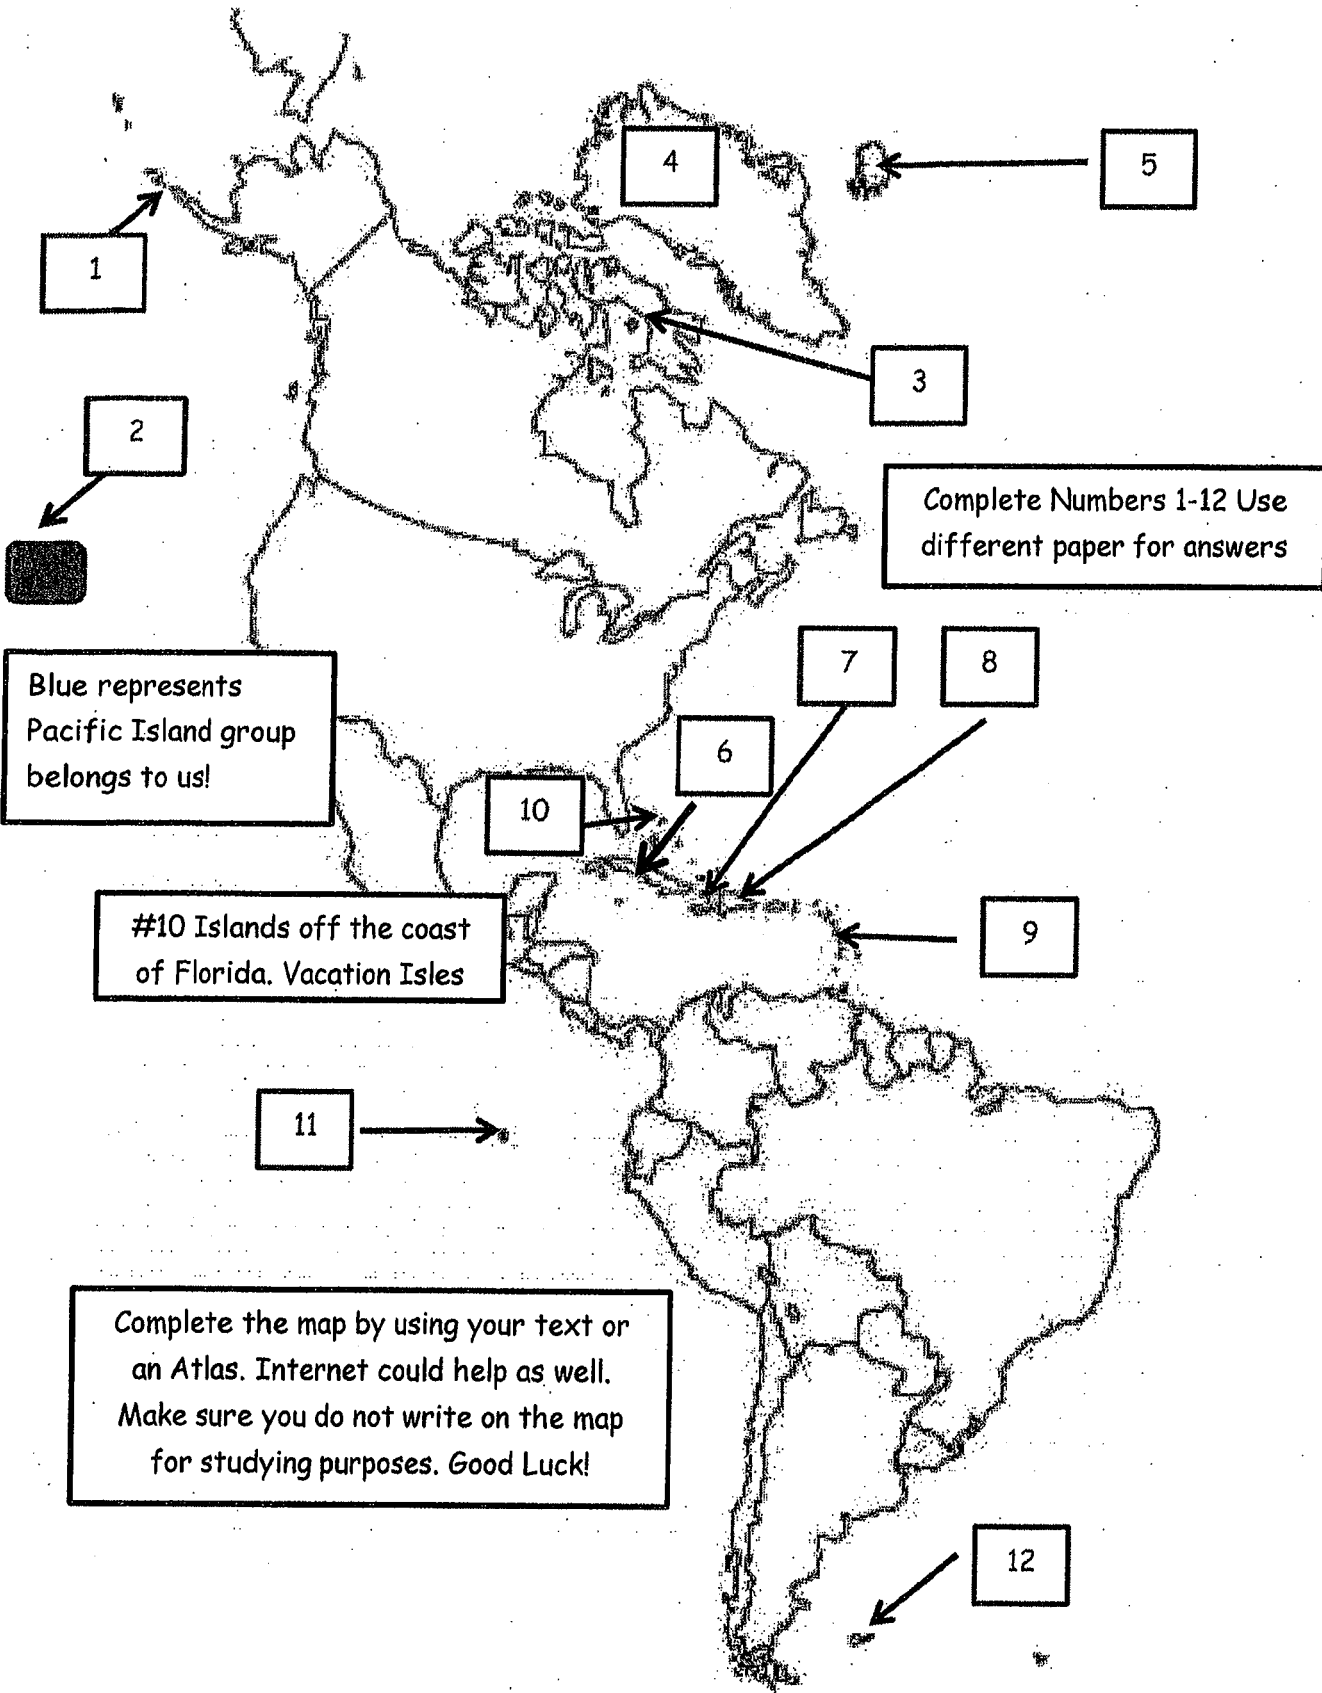 4
5
1
3
2
Complete Numbers 1-12 Use
different paper for answers
7
8
Blue represents
Pacific Island group
belongs to us!
6
10
#10 Islands off the coast
of Florida. Vacation Isles
9
11
Complete the map by using your text or
an Atlas. Internet could help as well.
Make sure you do not write on the map
for studying purposes. Good Luck!
12